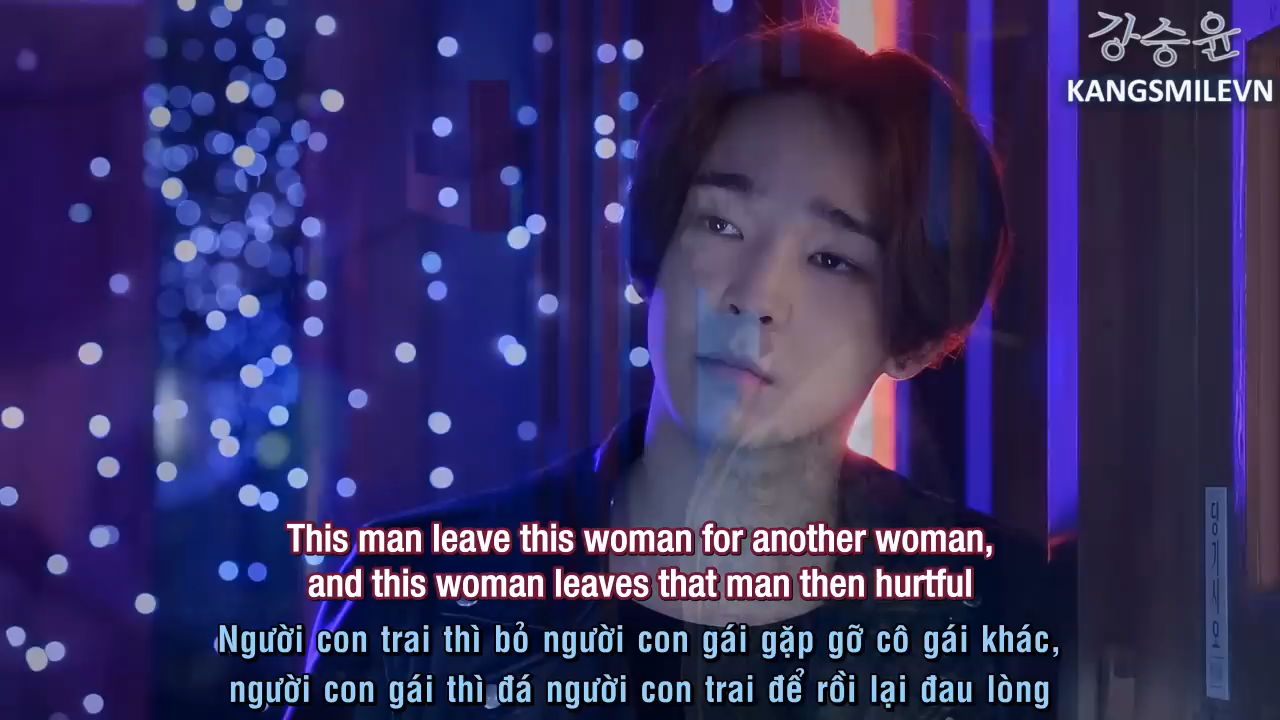 강승윤
KANGSMILEVN
This man leave this woman for another woman,
and this woman leaves that man then hurtful
Người con trai thì bỏ người con gái gặp gỡ cô gái khác,
người con gái thì đá người con trai để rồi lại đau lòng